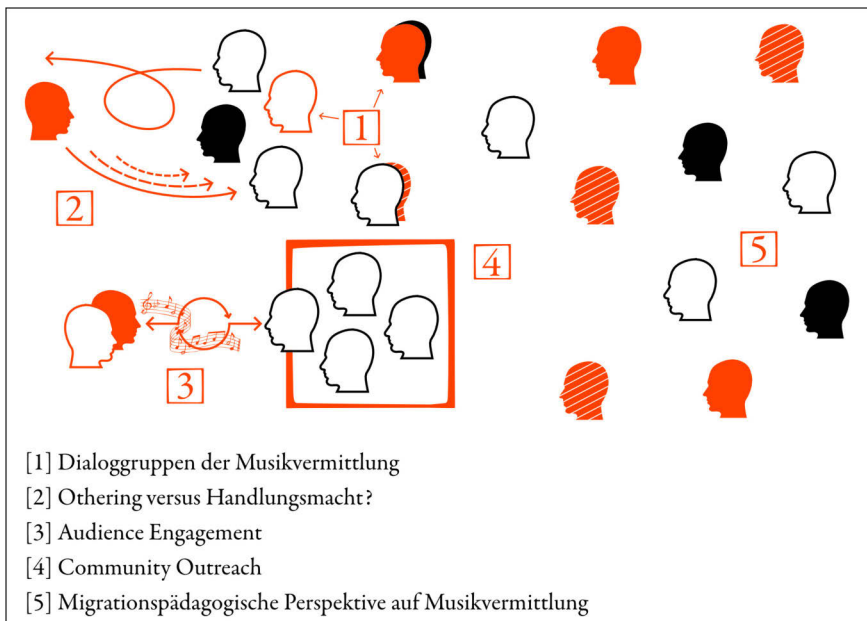 1
2
3
4
5
[1] Dialoggruppen der Musikvermittlung
[2] Othering versus Handlungsmacht?
[3] Audience Engagement
[4] Community Outreach
[5] Migrationspädagogische Perspektive auf Musikvermittlung